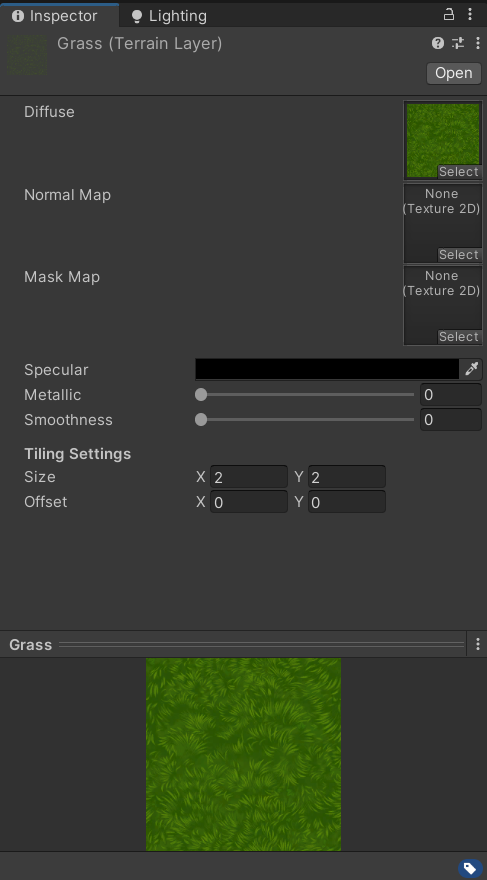 Inspector Lighting
Grass (Terrain Layer)
Open
Diffuse
Select
Normal Map
None
(Texture 2D)
Select
Mask Map
None
(Texture 2D)
Select
Specular
Metallic 0
Smoothness 0
Tiling Settings
Size X 2 Y 2
Offset X 0 Y 0
Grass